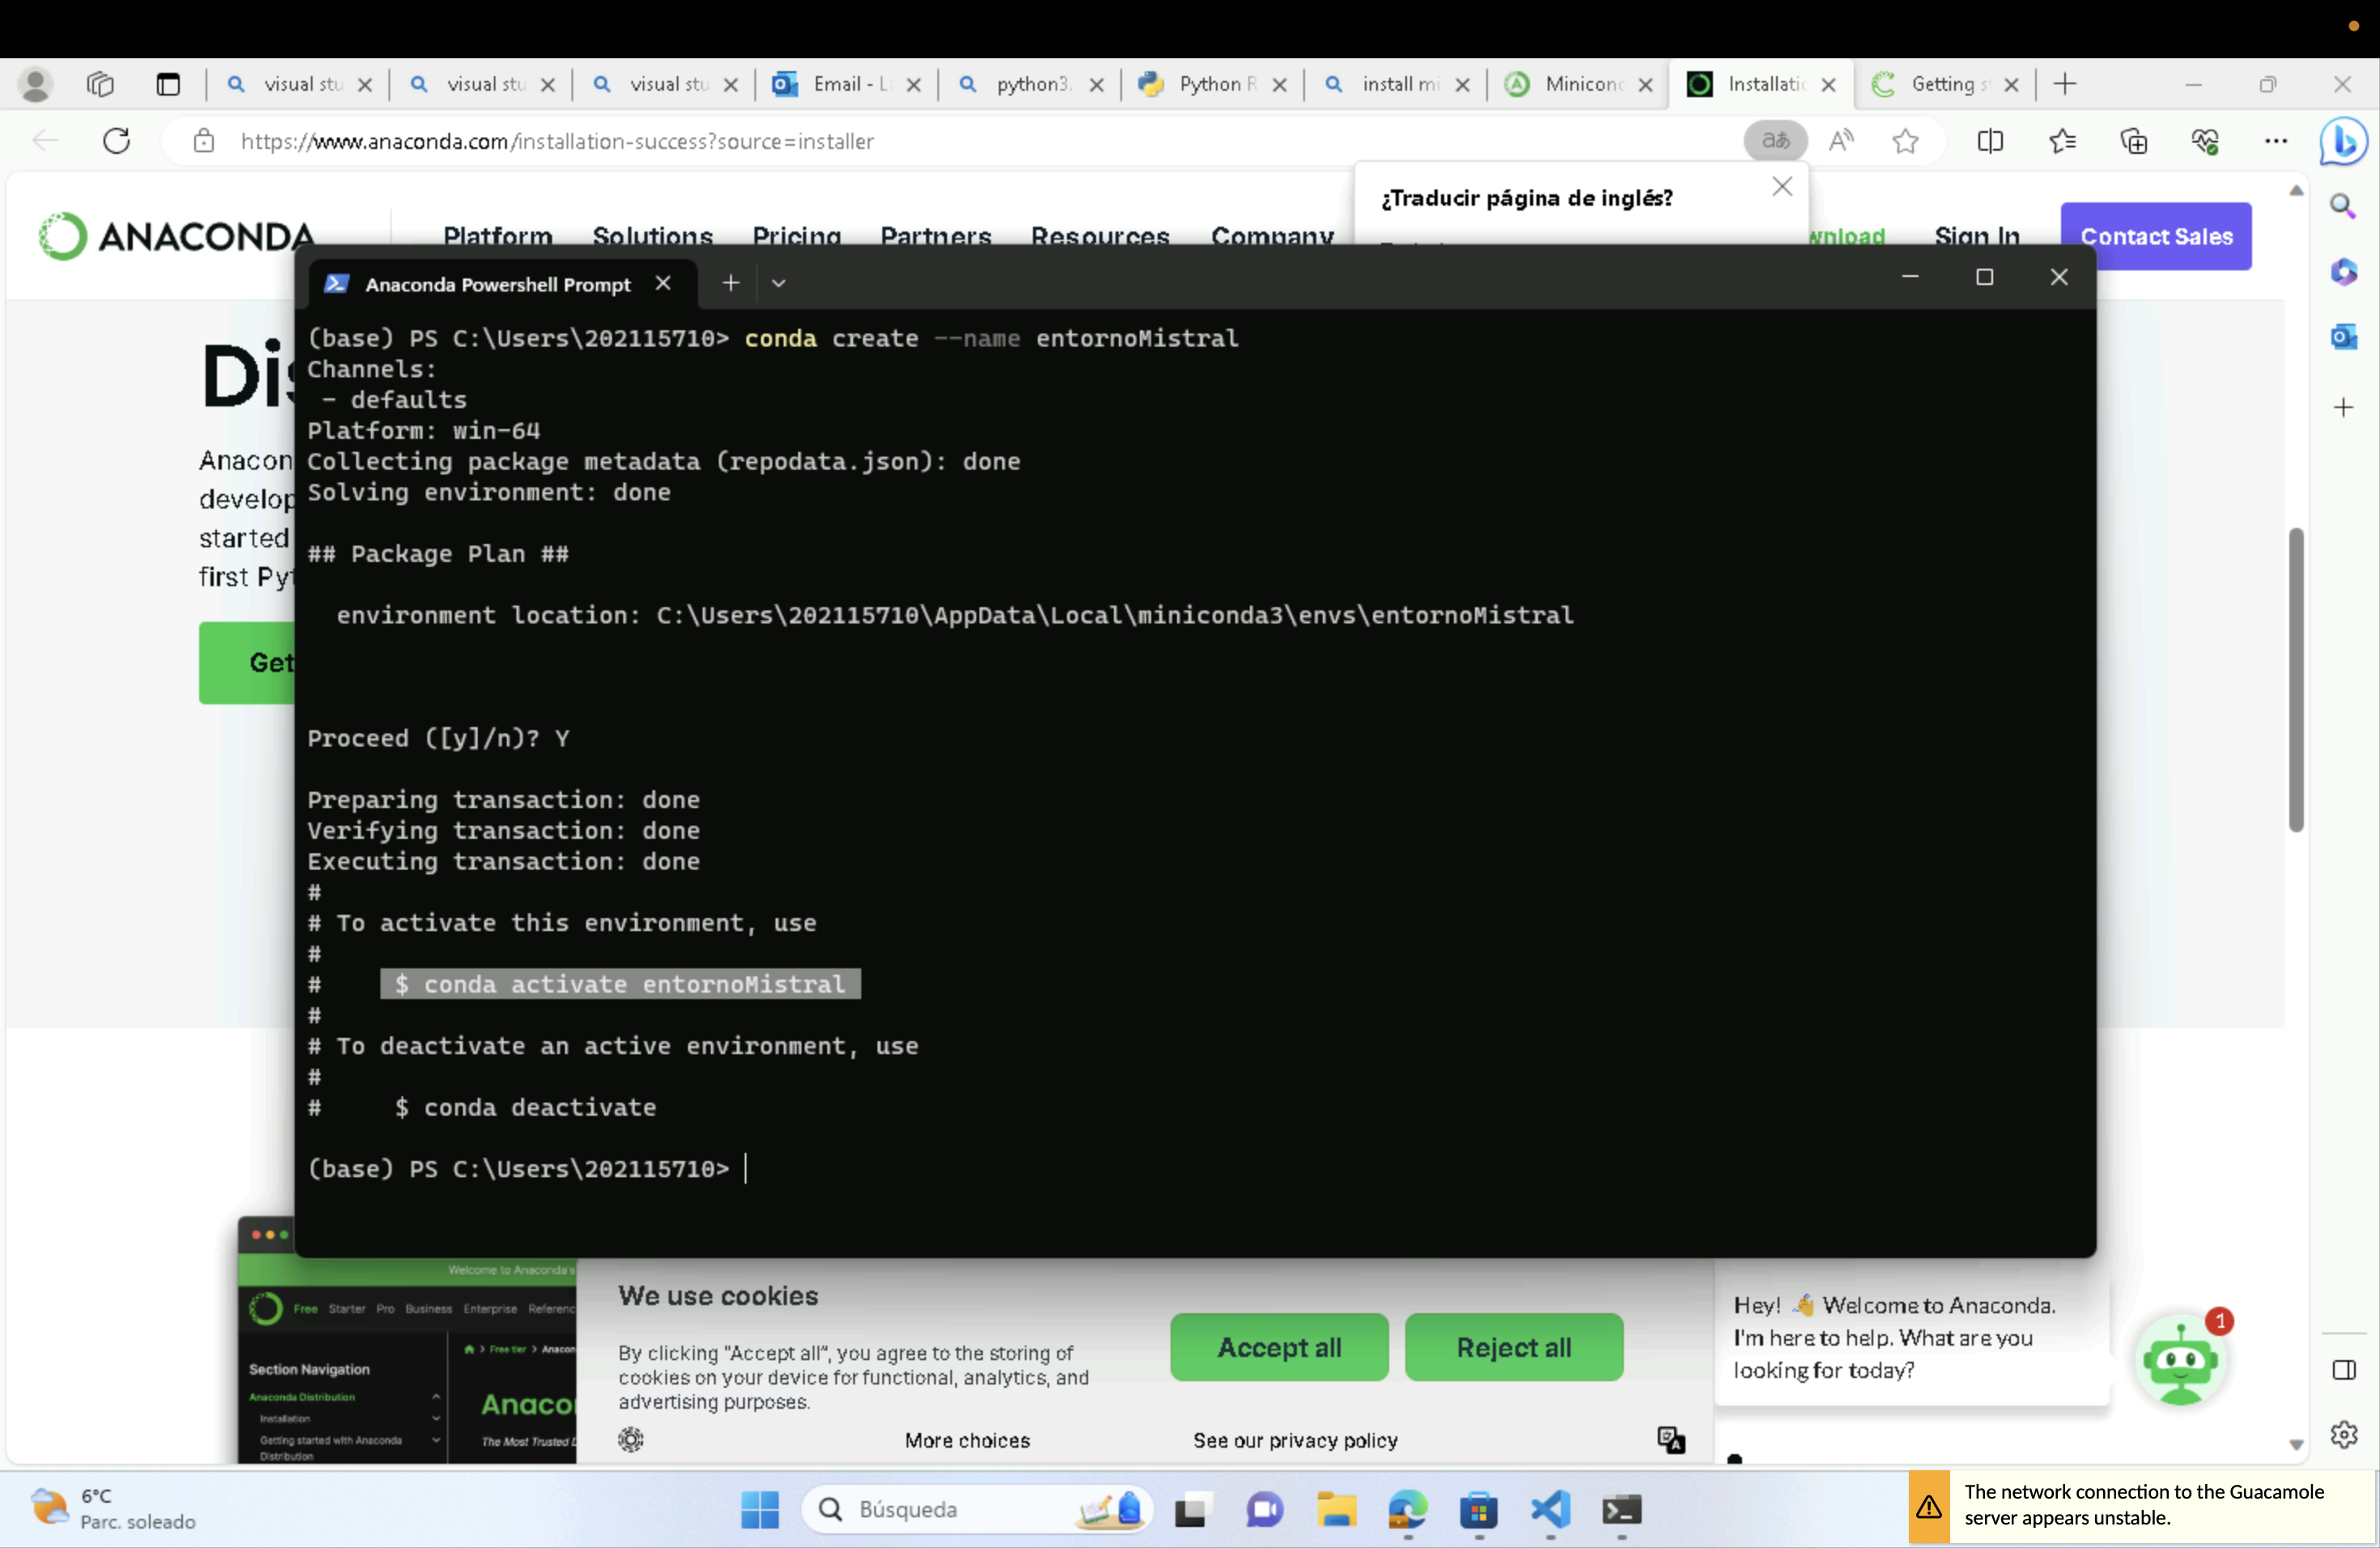 visual stu
visual stu
visual stu
Email - L
python3.
Python R
install mi
Minicon
Installatio
Getting s
https://www.anaconda.com/installation-success?source=installer
aあ
¿Traducir página de inglés?
ANACONDA
Platform
Solutions
Pricing
Partners
Resources
Company
wnload
Sign In
Contact Sales
Anaconda Powershell Prompt
(base) PS C:\Users\202115710> conda create --name entornoMistral
Channels:
- defaults
Platform: win-64
Collecting package metadata (repodata.json): done
Solving environment: done
## Package Plan ##
environment location: C:\Users\202115710\AppData\Local\miniconda3\envs\entornoMistral
Proceed ([y]/n)? Y
Preparing transaction: done
Verifying transaction: done
Executing transaction: done
#
# To activate this environment, use
#
# $ conda activate entornoMistral
#
# To deactivate an active environment, use
#
# $ conda deactivate
(base) PS C:\Users\202115710>
Dis
Anacon
develop
started
first Pyt
Get
Welcome to Anaconda's
Free Starter Pro Business Enterprise Referenc
Section Navigation
Free tier > Anacon
Anaconda Distribution
Installation
Getting started with Anaconda
Distribution
Anaco
The Most Trusted D
We use cookies
By clicking "Accept all", you agree to the storing of
cookies on your device for functional, analytics, and
advertising purposes.
Accept all
Reject all
More choices
See our privacy policy
Hey! 👋 Welcome to Anaconda.
I'm here to help. What are you
looking for today?
1
6°C
Parc. soleado
Búsqueda
The network connection to the Guacamole
server appears unstable.